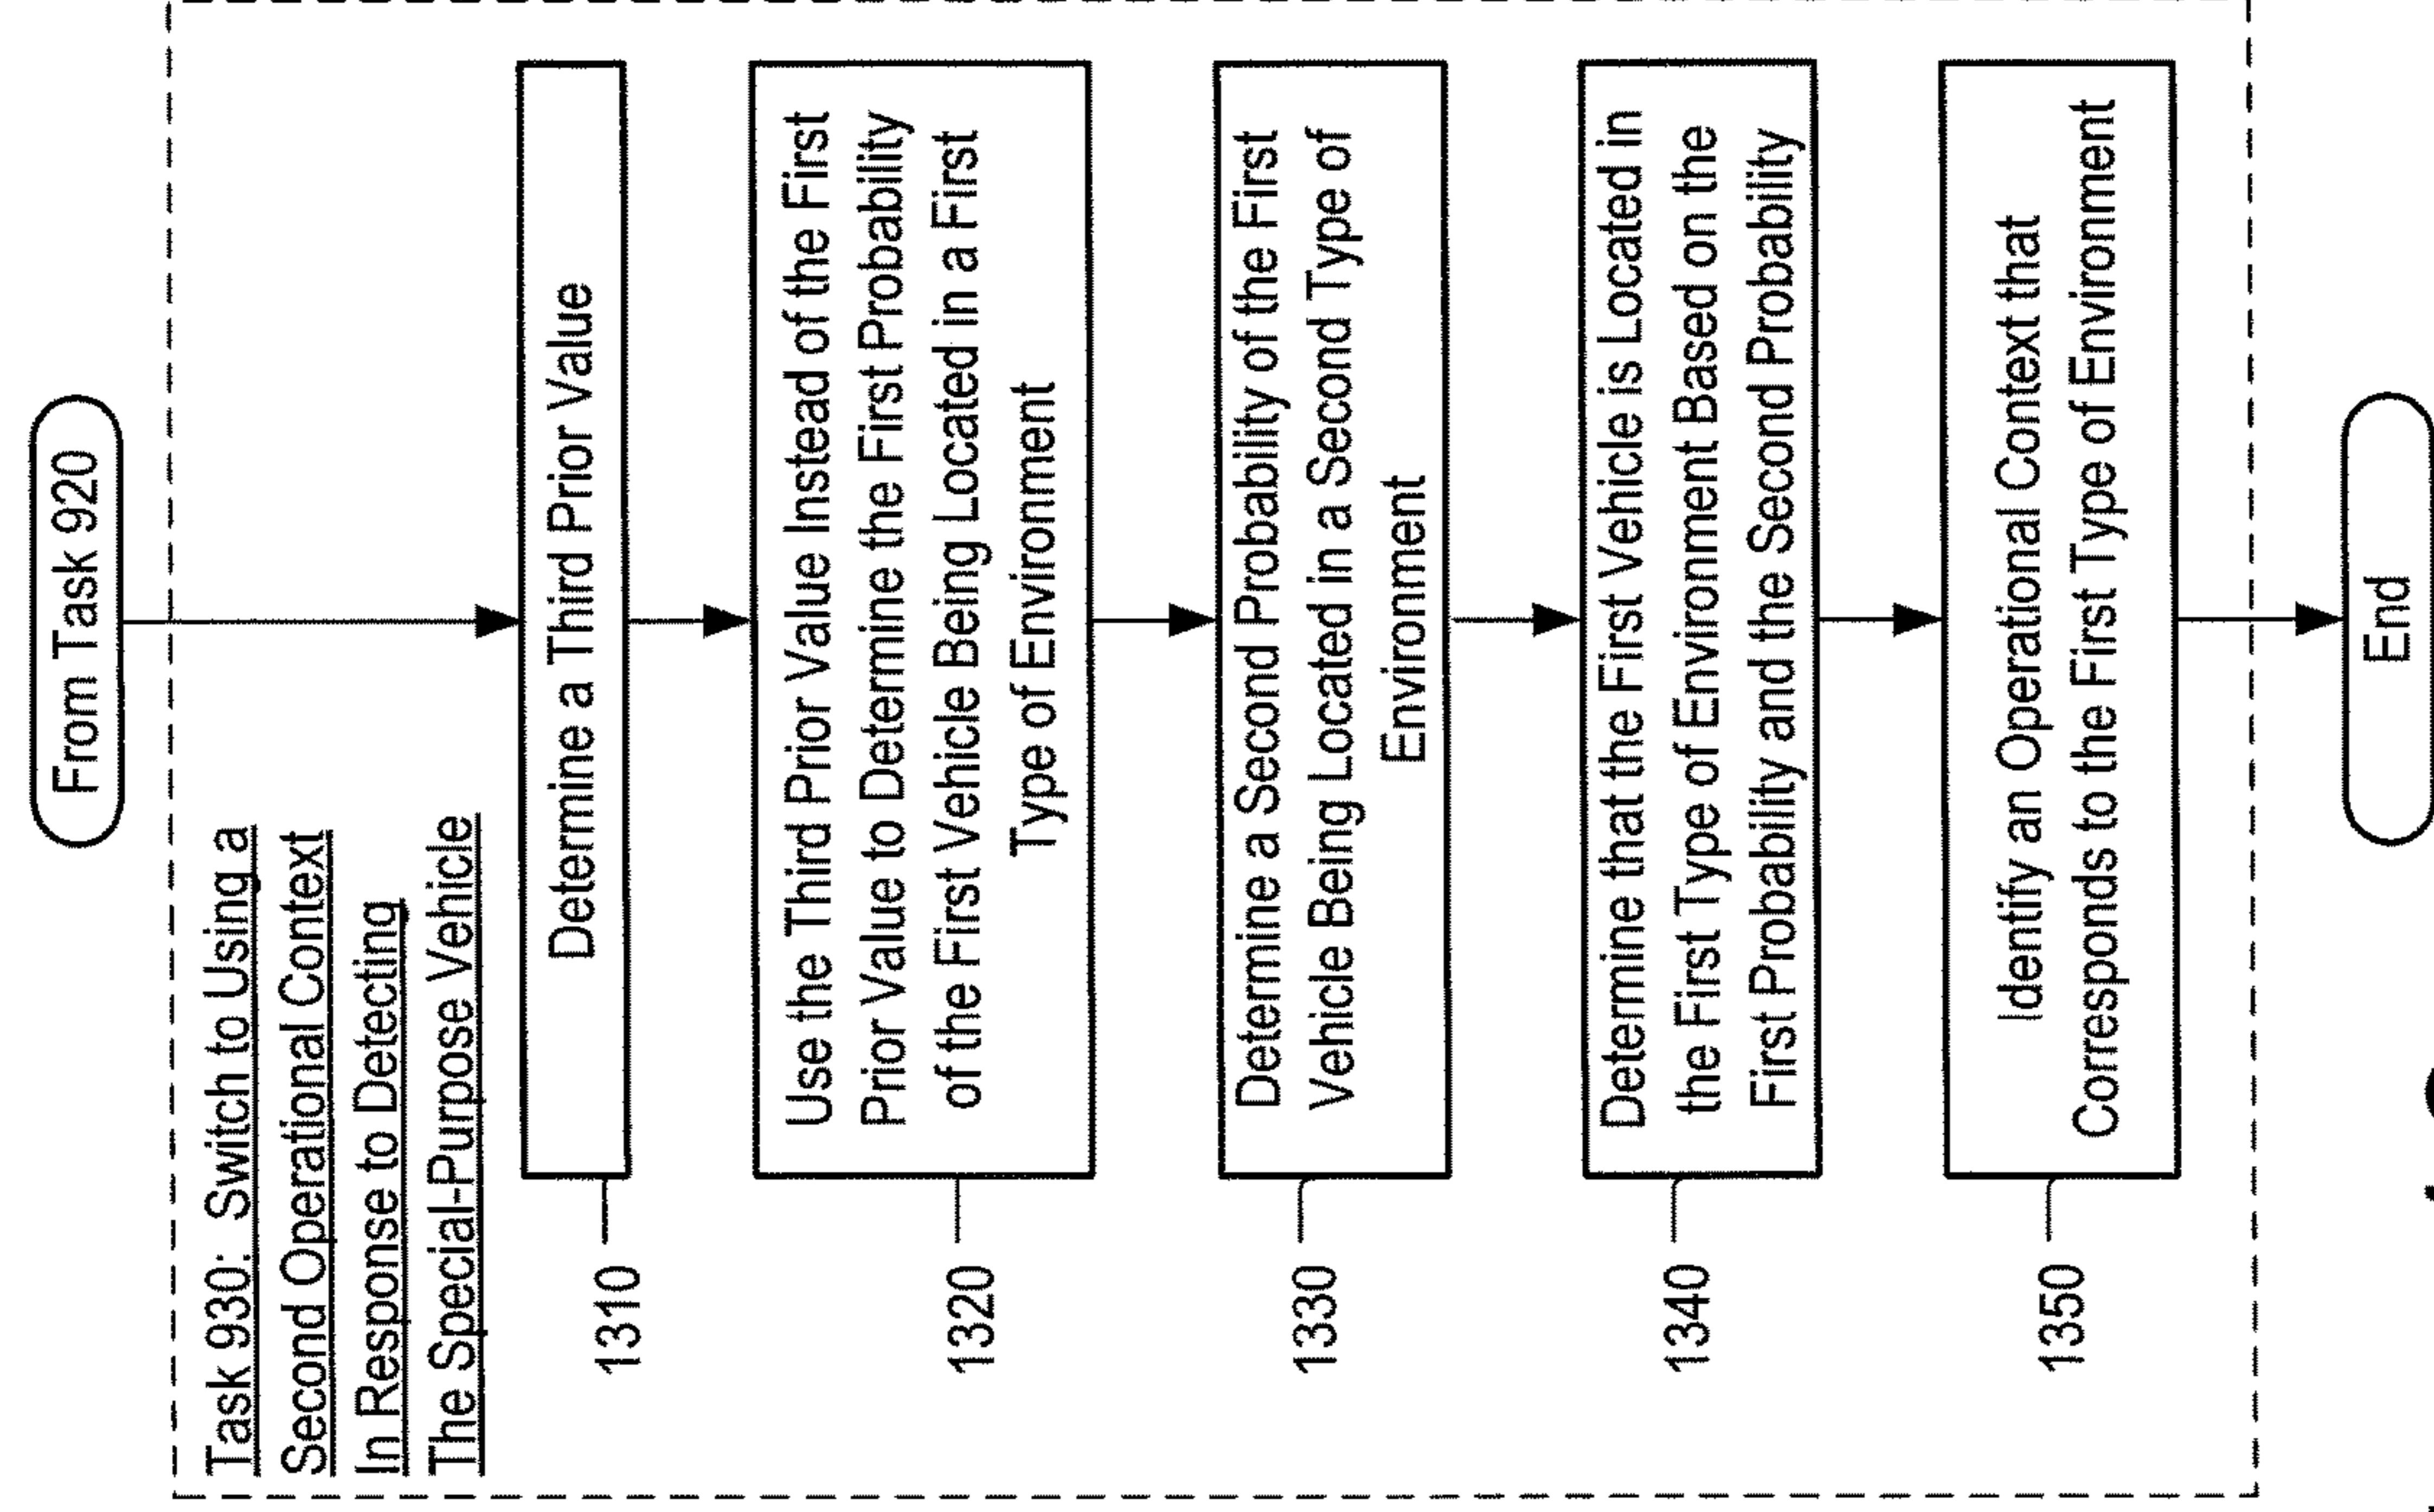 From Task 920
Task 930: Switch to Using a
Second Operational Context
In Response to Detecting
The Special-Purpose Vehicle
1310
Determine a Third Prior Value
1320
Use the Third Prior Value Instead of the First
Prior Value to Determine the First Probability
of the First Vehicle Being Located in a First
Type of Environment
1330
Determine a Second Probability of the First
Vehicle Being Located in a Second Type of
Environment
1340
Determine that the First Vehicle is Located in
the First Type of Environment Based on the
First Probability and the Second Probability
1350
Identify an Operational Context that
Corresponds to the First Type of Environment
End